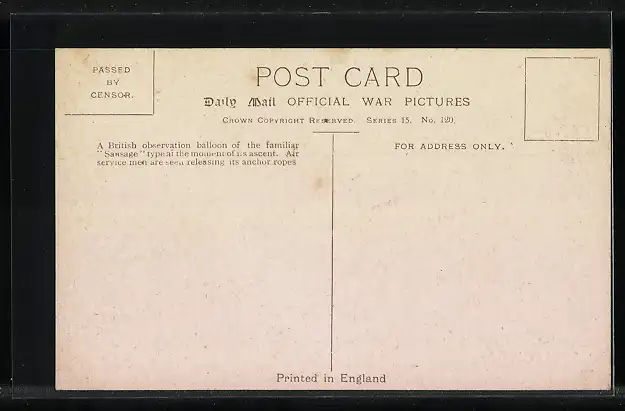 PASSED
BY
CENSOR.
POST CARD
Daily Mail OFFICIAL WAR PICTURES
CROWN COPYRIGHT RESERVED. SERIES 15. No. 120.
A British observation balloon of the familiar
"Sausage" type at the moment of its ascent. Air
service men are seen releasing its anchor ropes
FOR ADDRESS ONLY.
Printed in England